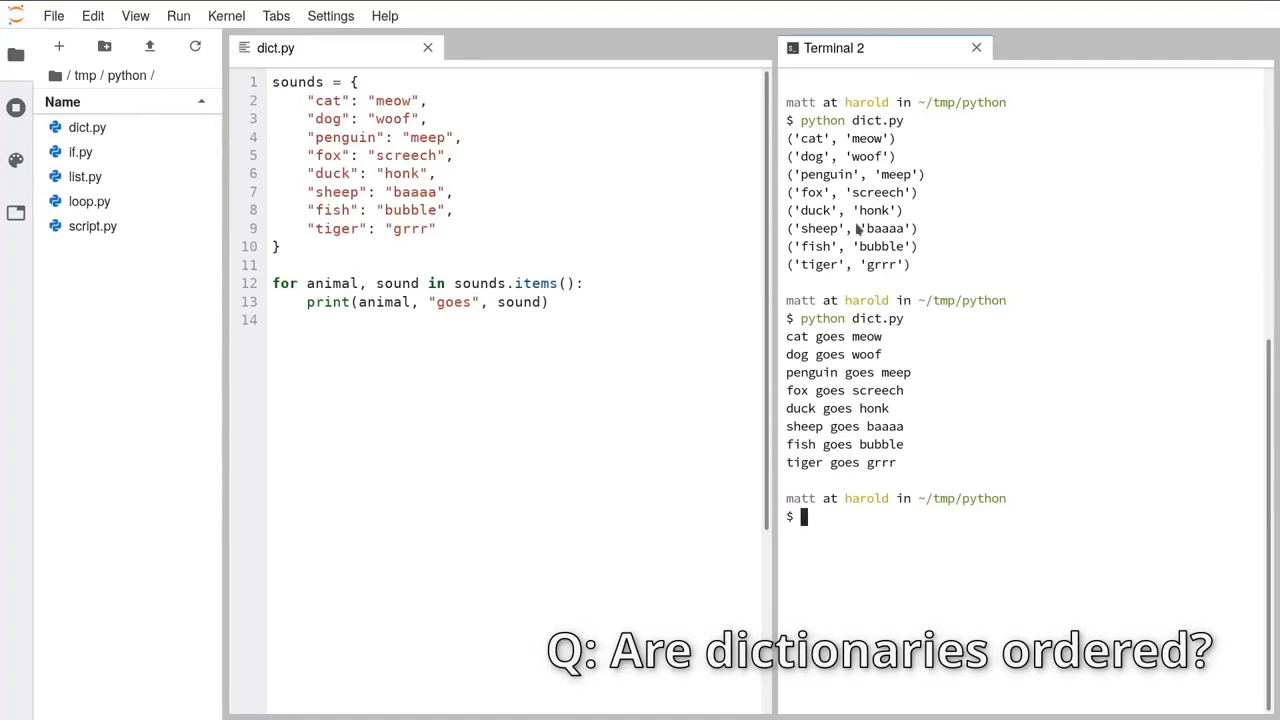 File Edit View Run Kernel Tabs Settings Help
/ tmp / python /
Name
dict.py
if.py
list.py
loop.py
script.py
dict.py
1 sounds = {
2     "cat": "meow",
3     "dog": "woof",
4     "penguin": "meep",
5     "fox": "screech",
6     "duck": "honk",
7     "sheep": "baaaa",
8     "fish": "bubble",
9     "tiger": "grrr"
10 }
11
12 for animal, sound in sounds.items():
13     print(animal, "goes", sound)
14
Terminal 2
matt at harold in ~/tmp/python
$ python dict.py
('cat', 'meow')
('dog', 'woof')
('penguin', 'meep')
('fox', 'screech')
('duck', 'honk')
('sheep', 'baaaa')
('fish', 'bubble')
('tiger', 'grrr')
matt at harold in ~/tmp/python
$ python dict.py
cat goes meow
dog goes woof
penguin goes meep
fox goes screech
duck goes honk
sheep goes baaaa
fish goes bubble
tiger goes grrr
matt at harold in ~/tmp/python
$
Q: Are dictionaries ordered?